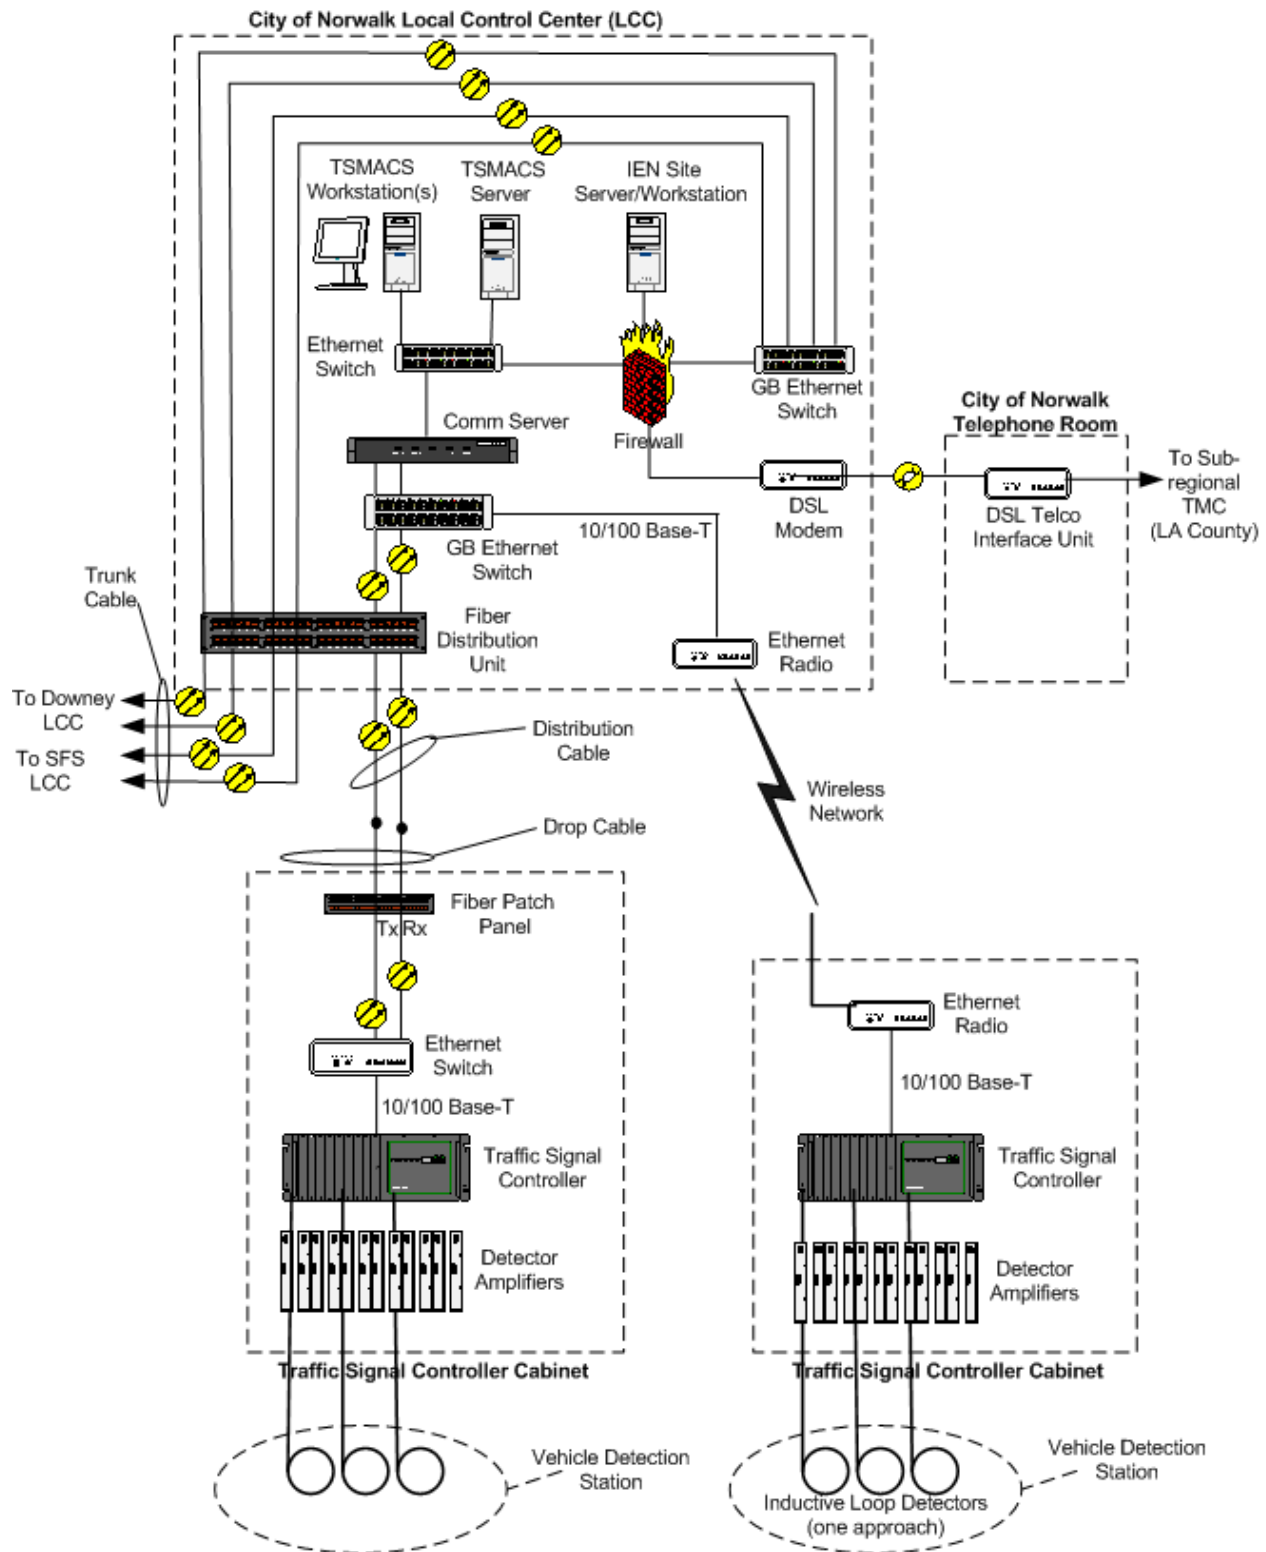 City of Norwalk Local Control Center (LCC)
TSMACS
Workstation(s)
TSMACS
Server
IEN Site
Server/Workstation
Ethernet
Switch
GB Ethernet
Switch
Comm Server
Firewall
City of Norwalk
Telephone Room
DSL
Modem
DSL Telco
Interface Unit
To Sub-
regional
TMC
(LA County)
GB Ethernet
Switch
10/100 Base-T
Trunk
Cable
Fiber
Distribution
Unit
Ethernet
Radio
To Downey
LCC
To SFS
LCC
Distribution
Cable
Wireless
Network
Drop Cable
Fiber Patch
Panel
Tx Rx
Ethernet
Switch
10/100 Base-T
Traffic Signal
Controller
Detector
Amplifiers
Traffic Signal Controller Cabinet
Vehicle Detection
Station
Ethernet
Radio
10/100 Base-T
Traffic Signal
Controller
Detector
Amplifiers
Traffic Signal Controller Cabinet
Vehicle Detection
Station
Inductive Loop Detectors
(one approach)